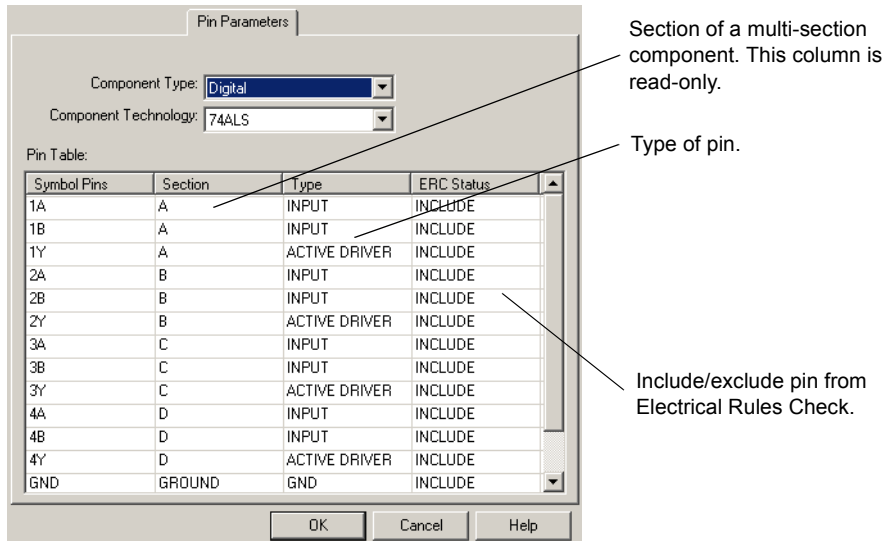 Pin Parameters
Component Type: Digital
Component Technology: 74ALS
Pin Table:
Symbol Pins Section Type ERC Status
1A A INPUT INCLUDE
1B A INPUT INCLUDE
1Y A ACTIVE DRIVER INCLUDE
2A B INPUT INCLUDE
2B B INPUT INCLUDE
2Y B ACTIVE DRIVER INCLUDE
3A C INPUT INCLUDE
3B C INPUT INCLUDE
3Y C ACTIVE DRIVER INCLUDE
4A D INPUT INCLUDE
4B D INPUT INCLUDE
4Y D ACTIVE DRIVER INCLUDE
GND GROUND GND INCLUDE
OK Cancel Help
Section of a multi-section
component. This column is
read-only.
Type of pin.
Include/exclude pin from
Electrical Rules Check.